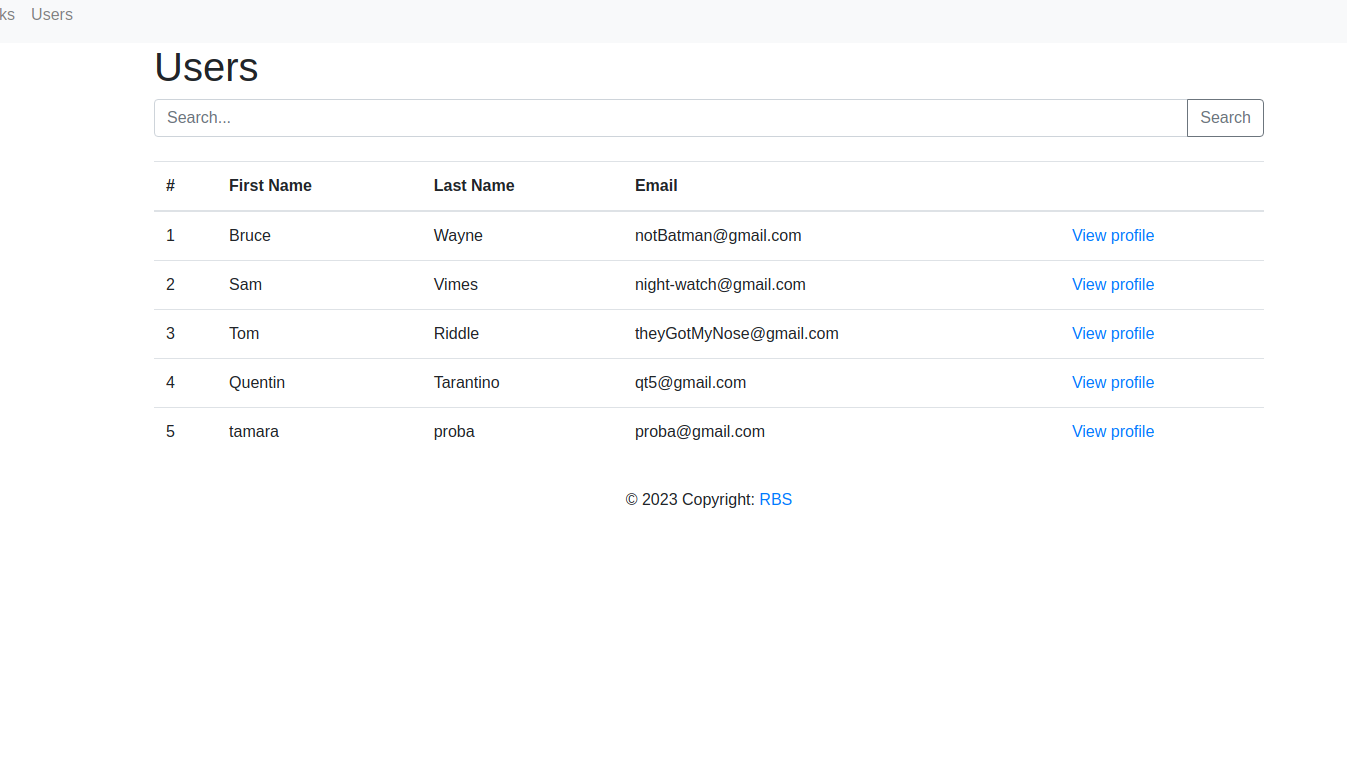 ks Users
Users
Search... Search
# First Name Last Name Email
1 Bruce Wayne notBatman@gmail.com View profile
2 Sam Vimes night-watch@gmail.com View profile
3 Tom Riddle theyGotMyNose@gmail.com View profile
4 Quentin Tarantino qt5@gmail.com View profile
5 tamara proba proba@gmail.com View profile
© 2023 Copyright: RBS